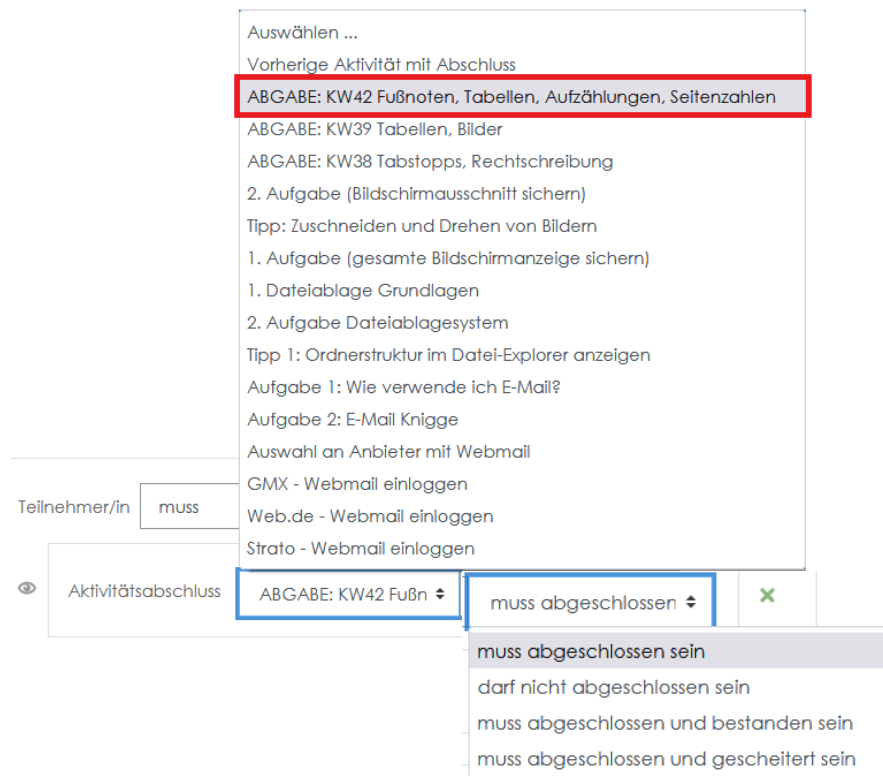 Auswählen ...
Vorherige Aktivität mit Abschluss
ABGABE: KW42 Fußnoten, Tabellen, Aufzählungen, Seitenzahlen
ABGABE: KW39 Tabellen, Bilder
ABGABE: KW38 Tabstopps, Rechtschreibung
2. Aufgabe (Bildschirmausschnitt sichern)
Tipp: Zuschneiden und Drehen von Bildern
1. Aufgabe (gesamte Bildschirmanzeige sichern)
1. Dateiablage Grundlagen
2. Aufgabe Dateiablagesystem
Tipp 1: Ordnerstruktur im Datei-Explorer anzeigen
Aufgabe 1: Wie verwende ich E-Mail?
Aufgabe 2: E-Mail Knigge
Auswahl an Anbieter mit Webmail
GMX - Webmail einloggen
Web.de - Webmail einloggen
Strato - Webmail einloggen
Teilnehmer/in muss
Aktivitätsabschluss ABGABE: KW42 Fußn muss abgeschlossen
muss abgeschlossen sein
darf nicht abgeschlossen sein
muss abgeschlossen und bestanden sein
muss abgeschlossen und gescheitert sein